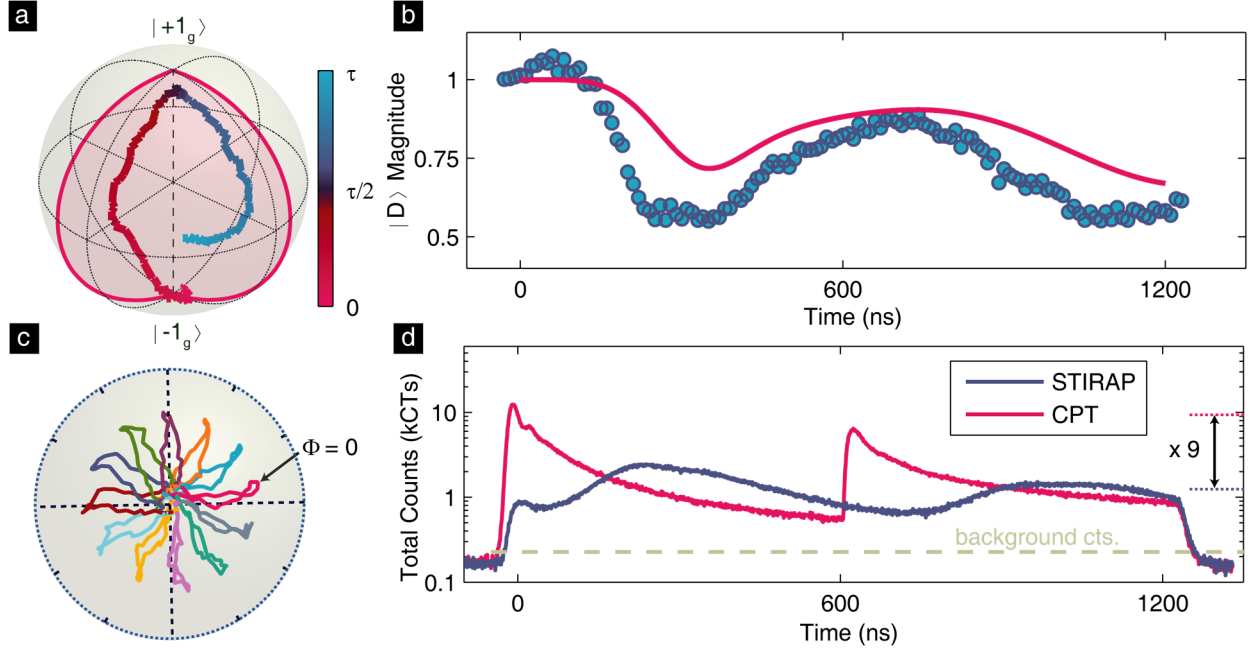 a
| +1g ⟩
τ
τ/2
0
| -1g ⟩
b
| D ⟩ Magnitude
1
0.75
0.5
0
600
1200
Time (ns)
c
Φ = 0
d
Total Counts (kCTs)
10
1
0.1
STIRAP
CPT
x 9
background cts.
0
600
1200
Time (ns)